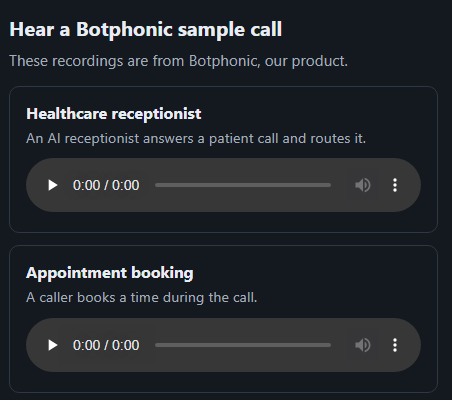 Hear a Botphonic sample call
These recordings are from Botphonic, our product.
Healthcare receptionist
An AI receptionist answers a patient call and routes it.
0:00 / 0:00
Appointment booking
A caller books a time during the call.
0:00 / 0:00